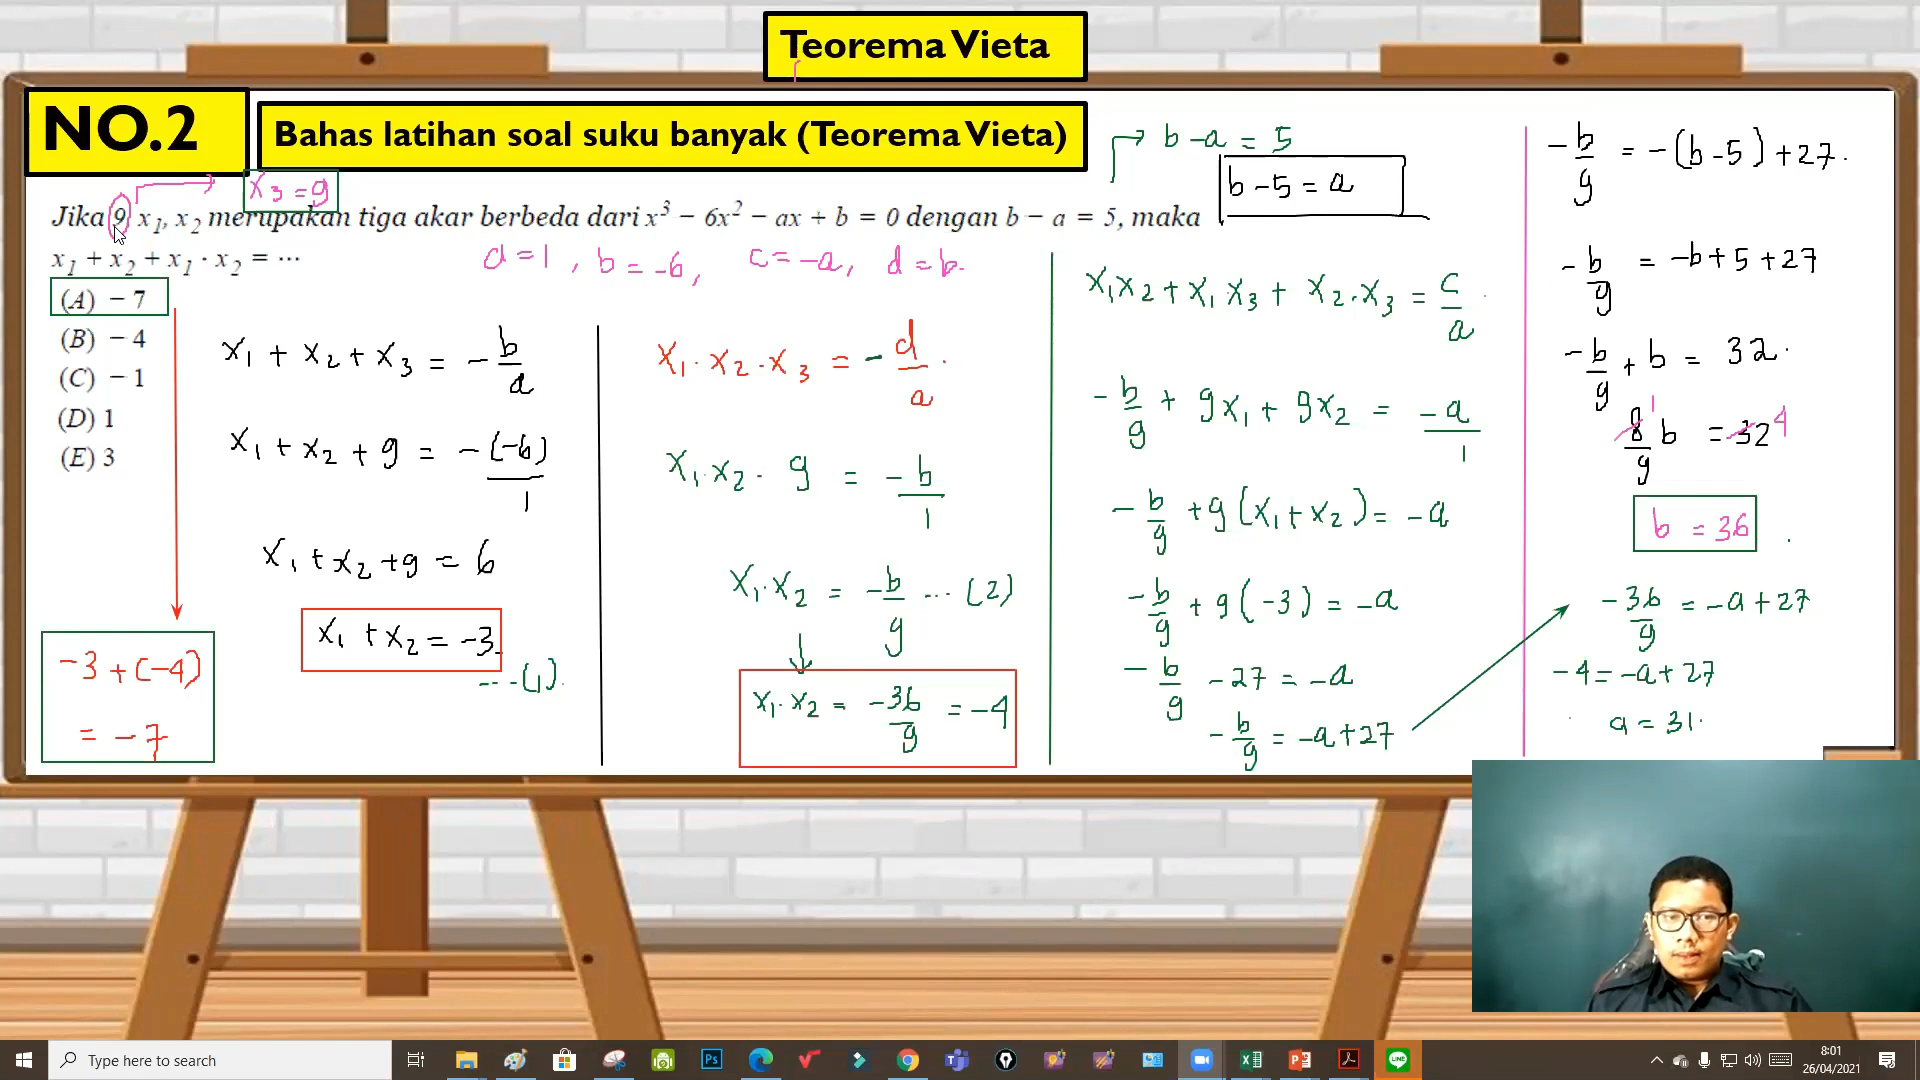 Teorema Vieta
NO.2
Bahas latihan soal suku banyak (Teorema Vieta)
x₃ = 9
Jika 9, x₁, x₂ merupakan tiga akar berbeda dari x³ − 6x² − ax + b = 0 dengan b − a = 5, maka
x₁ + x₂ + x₁ · x₂ = ···
(A) − 7
(B) − 4
(C) − 1
(D) 1
(E) 3
a = 1, b = -6, c = -a, d = b.
-3 + (-4)
= -7
x₁ + x₂ + x₃ = -b/a
x₁ + x₂ + 9 = -(-6)/1
x₁ + x₂ + 9 = 6
x₁ + x₂ = -3
... (1).
x₁ · x₂ · x₃ = -d/a.
x₁ · x₂ · 9 = -b/1
x₁ · x₂ = -b/9 ... (2)
x₁ · x₂ = -36/9 = -4
b - a = 5
b - 5 = a
x₁x₂ + x₁x₃ + x₂·x₃ = c/a
-b/9 + 9x₁ + 9x₂ = -a/1
-b/9 + 9(x₁ + x₂) = -a
-b/9 + 9(-3) = -a
-b/9 - 27 = -a
-b/9 = -a + 27
-b/9 = -(b-5) + 27.
-b/9 = -b + 5 + 27
-b/9 + b = 32.
8/9 b = 32
1 4
b = 36
-36/9 = -a + 27
-4 = -a + 27
a = 31.
Type here to search
8:01
26/04/2021
Ps
LINE